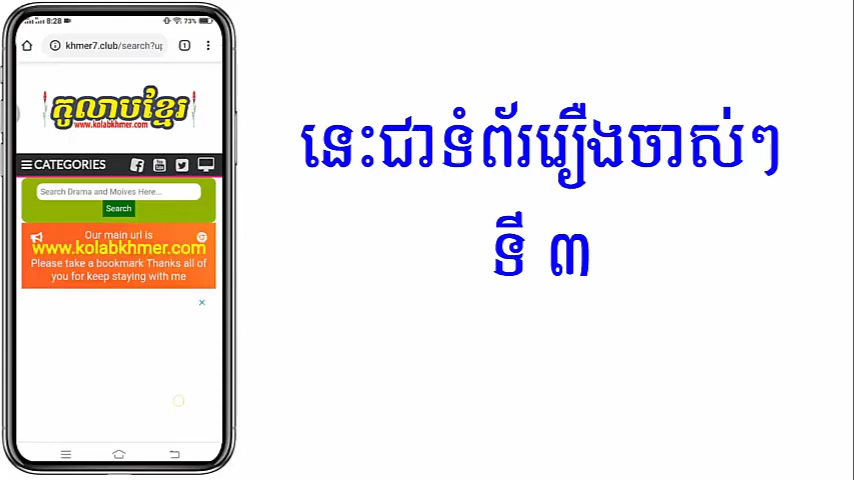 8:28
73%
khmer7.club/search?up
1
កូលាបខ្មែរ
www.kolabkhmer.com
CATEGORIES
Search Drama and Moives Here...
Search
Our main url is
www.kolabkhmer.com
Please take a bookmark Thanks all of
you for keep staying with me
នេះជាទំព័ររឿងចាស់ៗ
ទី ៣